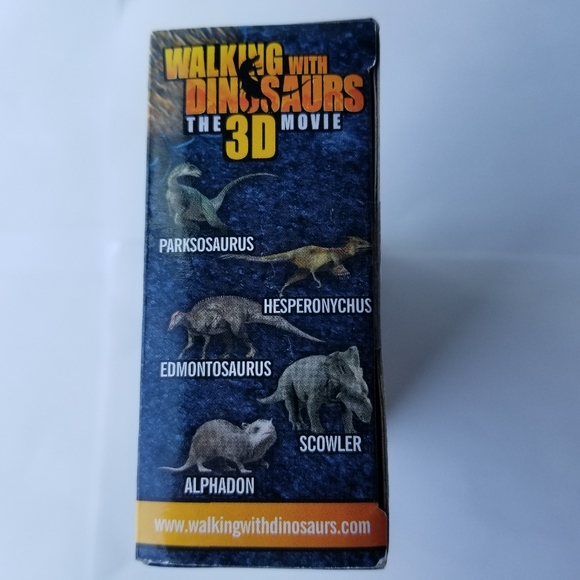 WALKING WITH
DINOSAURS
THE 3D MOVIE
PARKSOSAURUS
HESPERONYCHUS
EDMONTOSAURUS
SCOWLER
ALPHADON
www.walkingwithdinosaurs.com